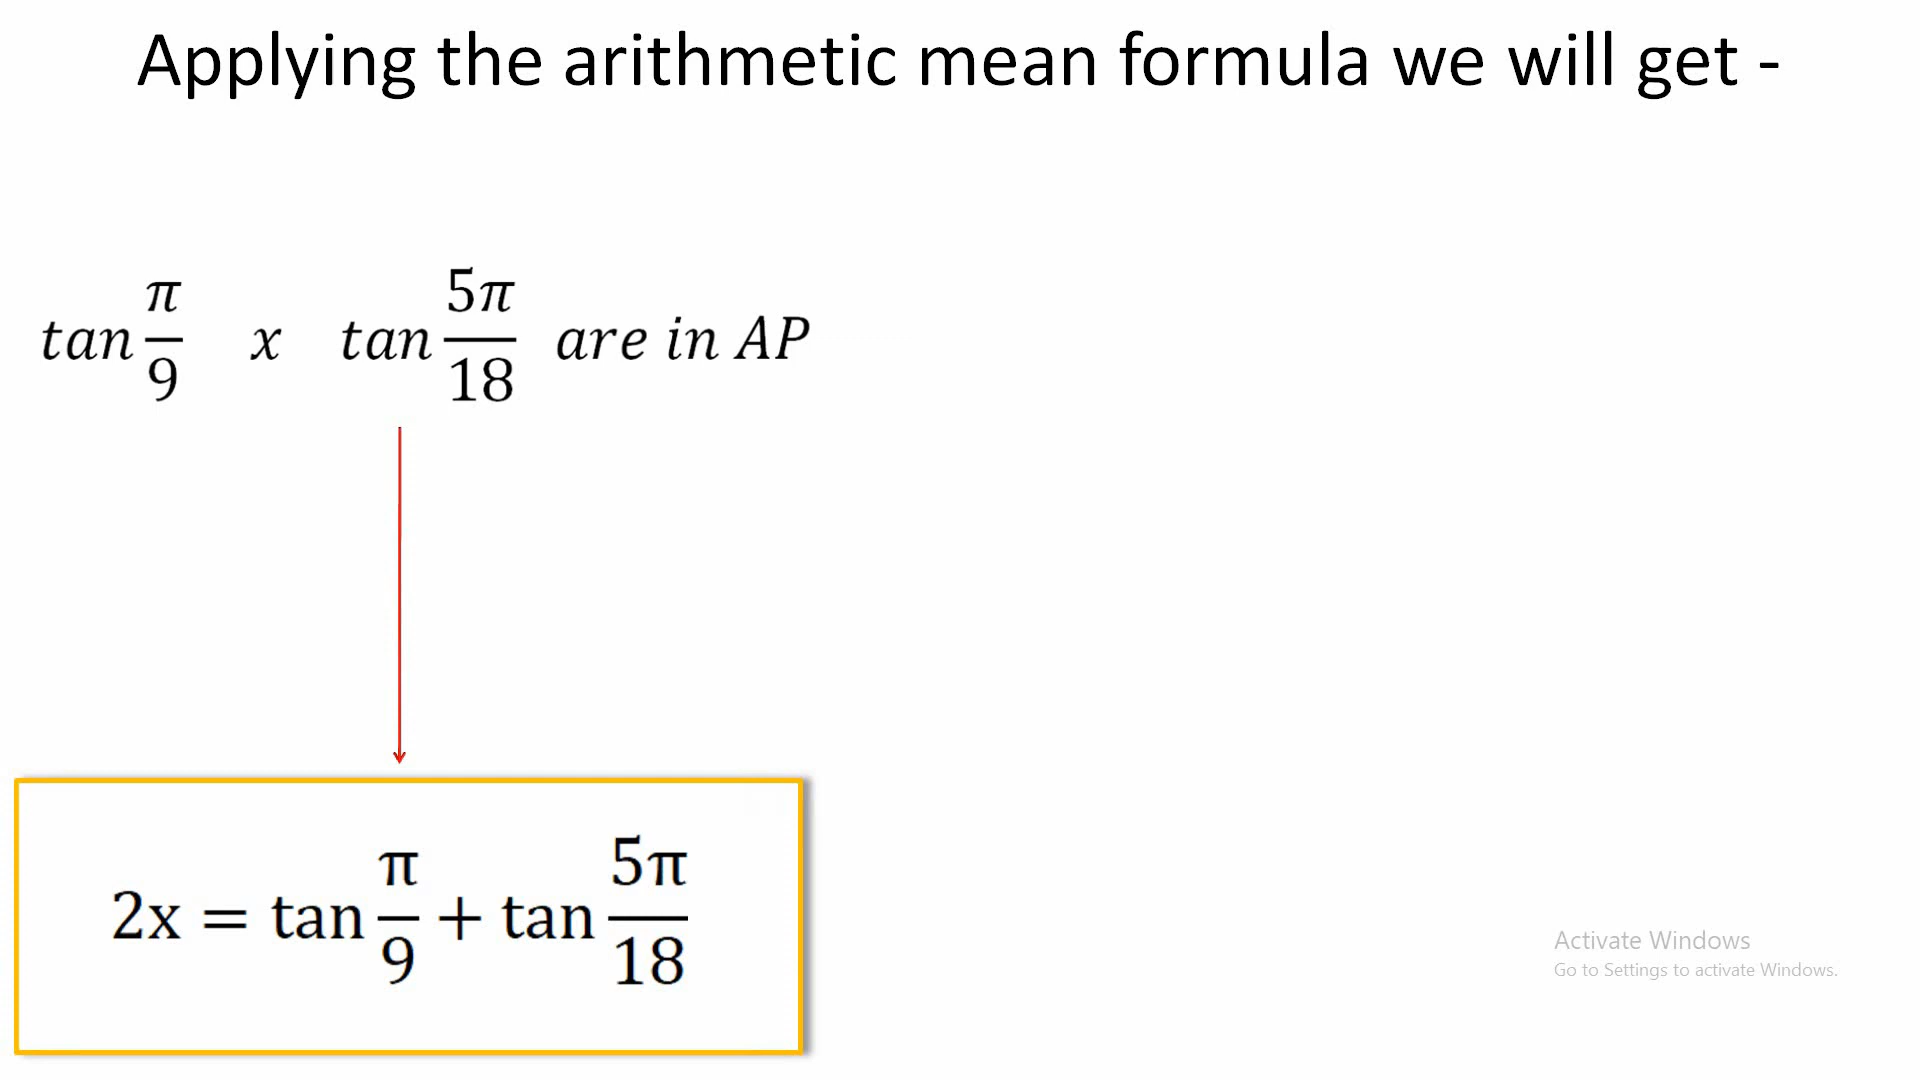 Applying the arithmetic mean formula we will get -
tan π/9 x tan 5π/18 are in AP
2x = tan π/9 + tan 5π/18
Activate Windows
Go to Settings to activate Windows.